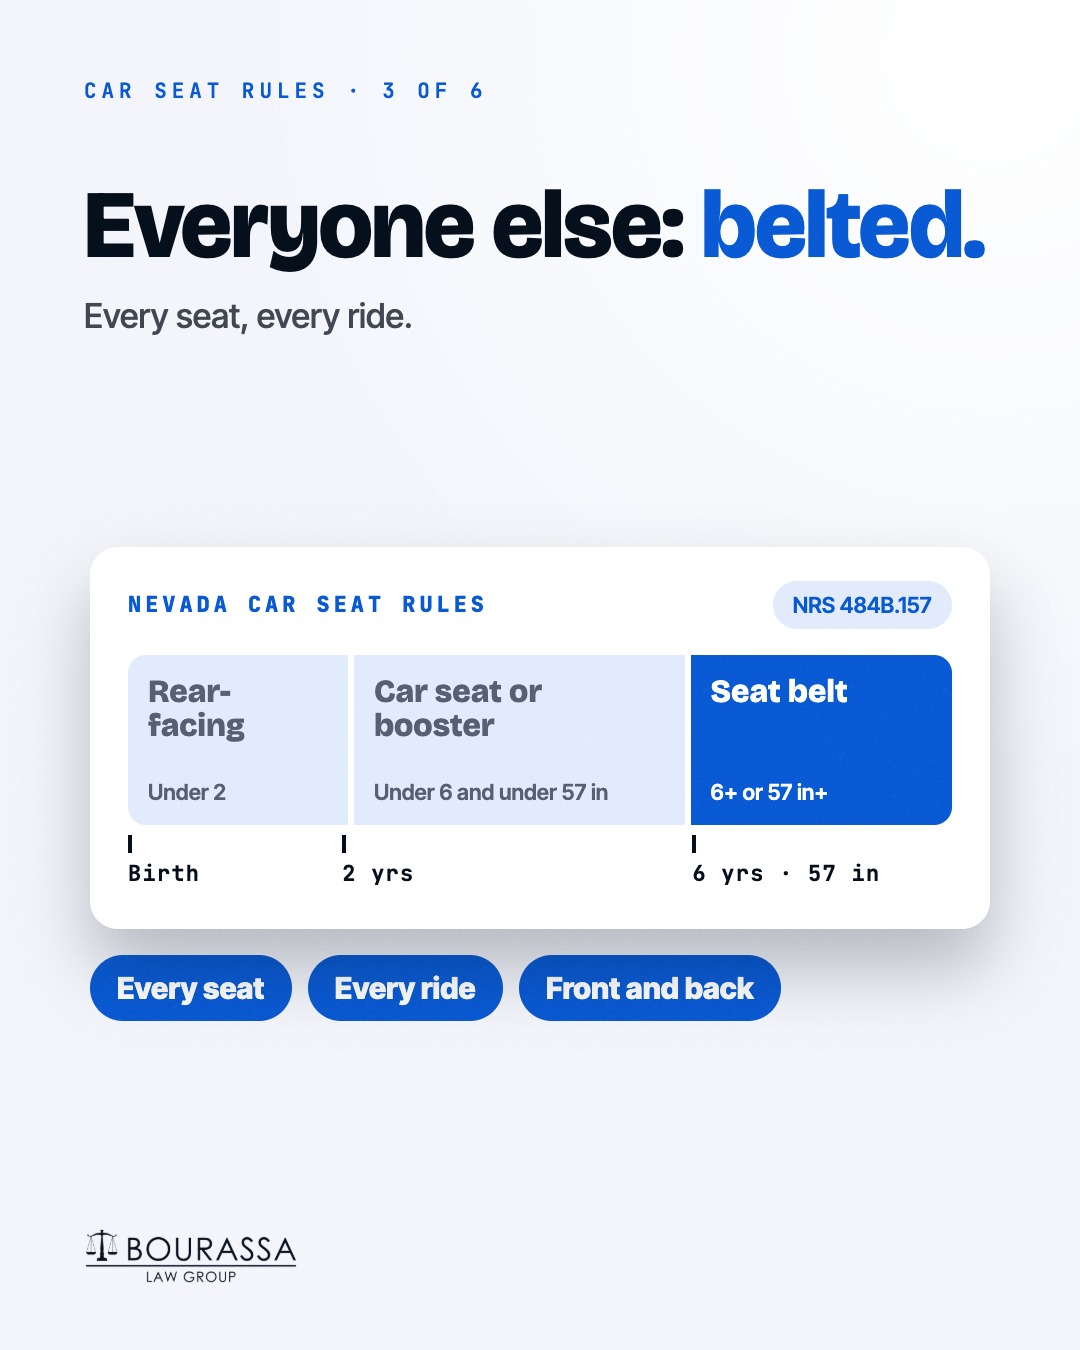 CAR SEAT RULES · 3 OF 6
Everyone else: belted.
Every seat, every ride.
NEVADA CAR SEAT RULES
NRS 484B.157
Rear-
facing
Under 2
Car seat or
booster
Under 6 and under 57 in
Seat belt
6+ or 57 in+
Birth
2 yrs
6 yrs · 57 in
Every seat
Every ride
Front and back
BOURASSA
LAW GROUP